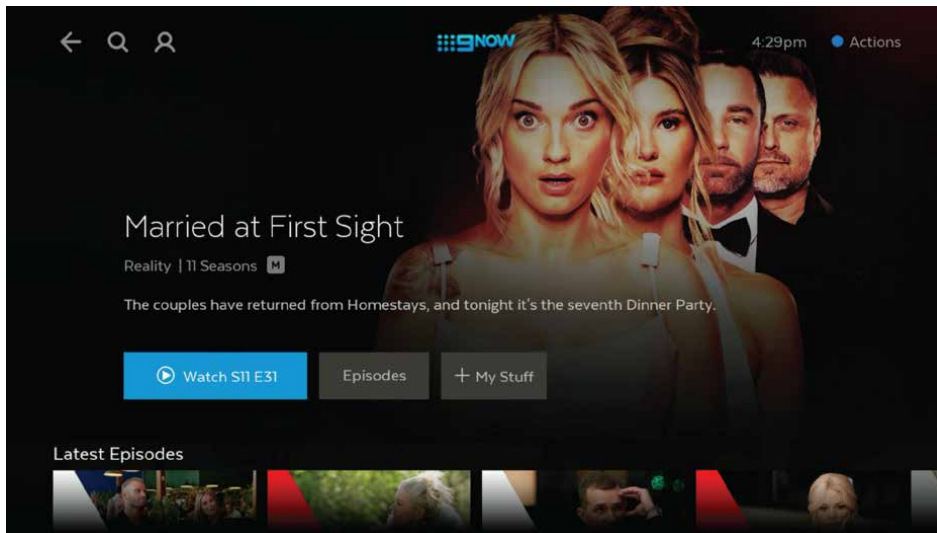 9NOW
4:29pm
Actions
Married at First Sight
Reality | 11 Seasons M
The couples have returned from Homestays, and tonight it's the seventh Dinner Party.
Watch S11 E31
Episodes
+ My Stuff
Latest Episodes